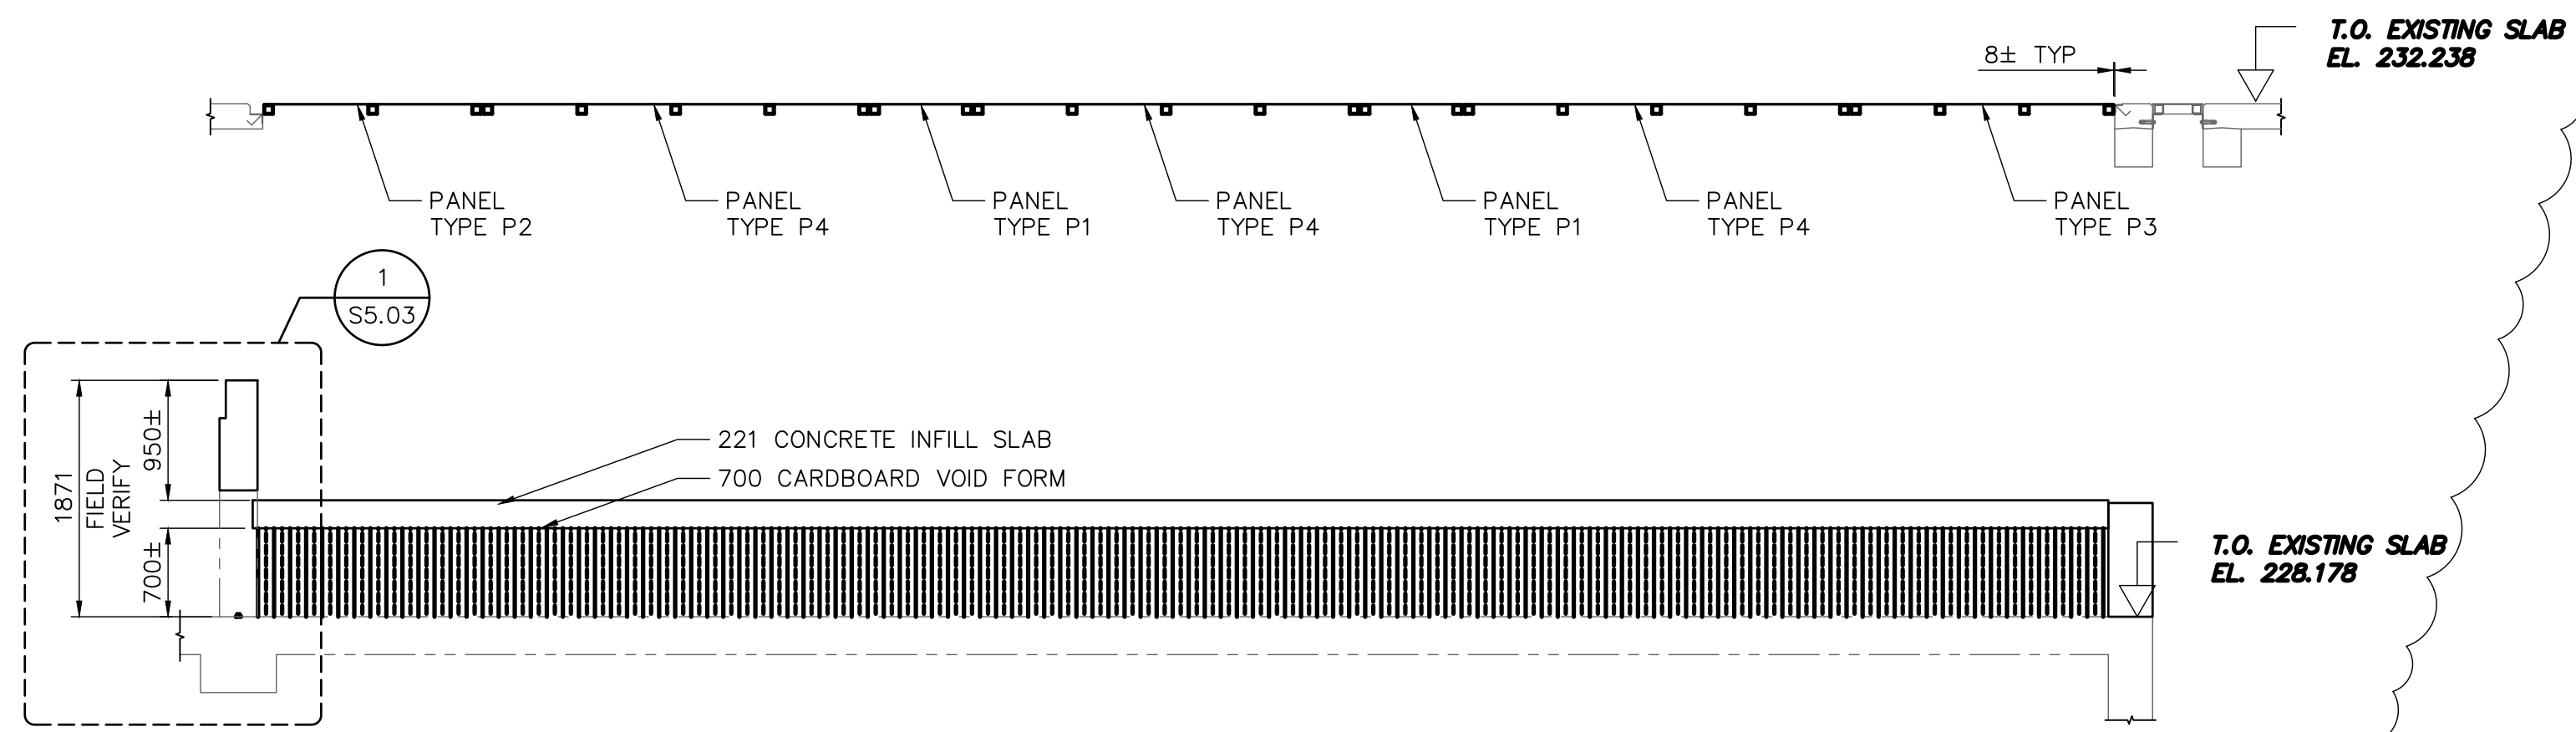 8± TYP
T.O. EXISTING SLAB
EL. 232.238
PANEL
TYPE P2
PANEL
TYPE P4
PANEL
TYPE P1
PANEL
TYPE P4
PANEL
TYPE P1
PANEL
TYPE P4
PANEL
TYPE P3
1
S5.03
1871
FIELD
VERIFY
950±
700±
221 CONCRETE INFILL SLAB
700 CARDBOARD VOID FORM
T.O. EXISTING SLAB
EL. 228.178